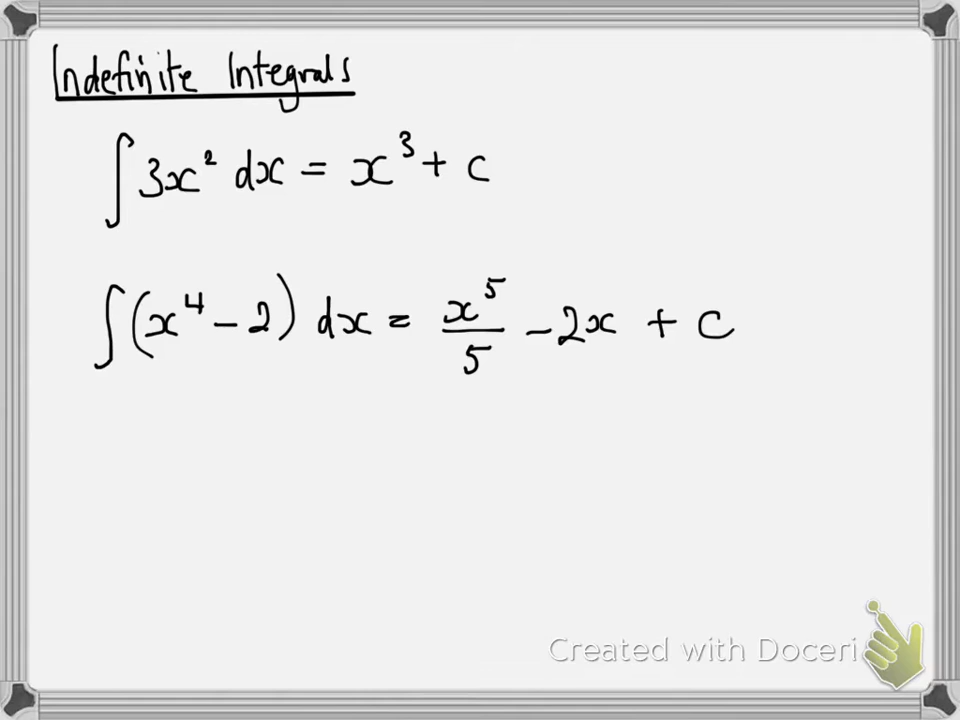 Indefinite Integrals
∫ 3x² dx = x³ + c
∫ (x⁴ − 2) dx = x⁵/5 − 2x + c
Created with Doceri